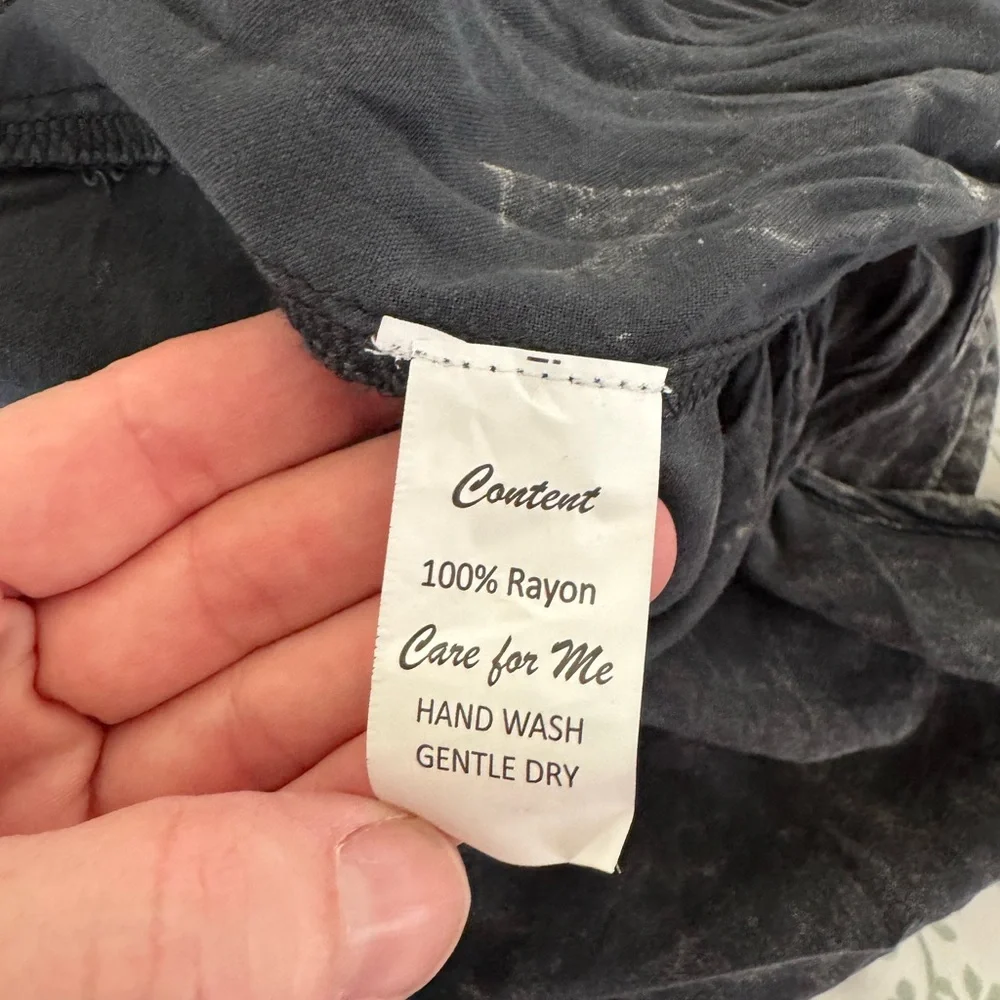 Content
100% Rayon
Care for Me
HAND WASH
GENTLE DRY